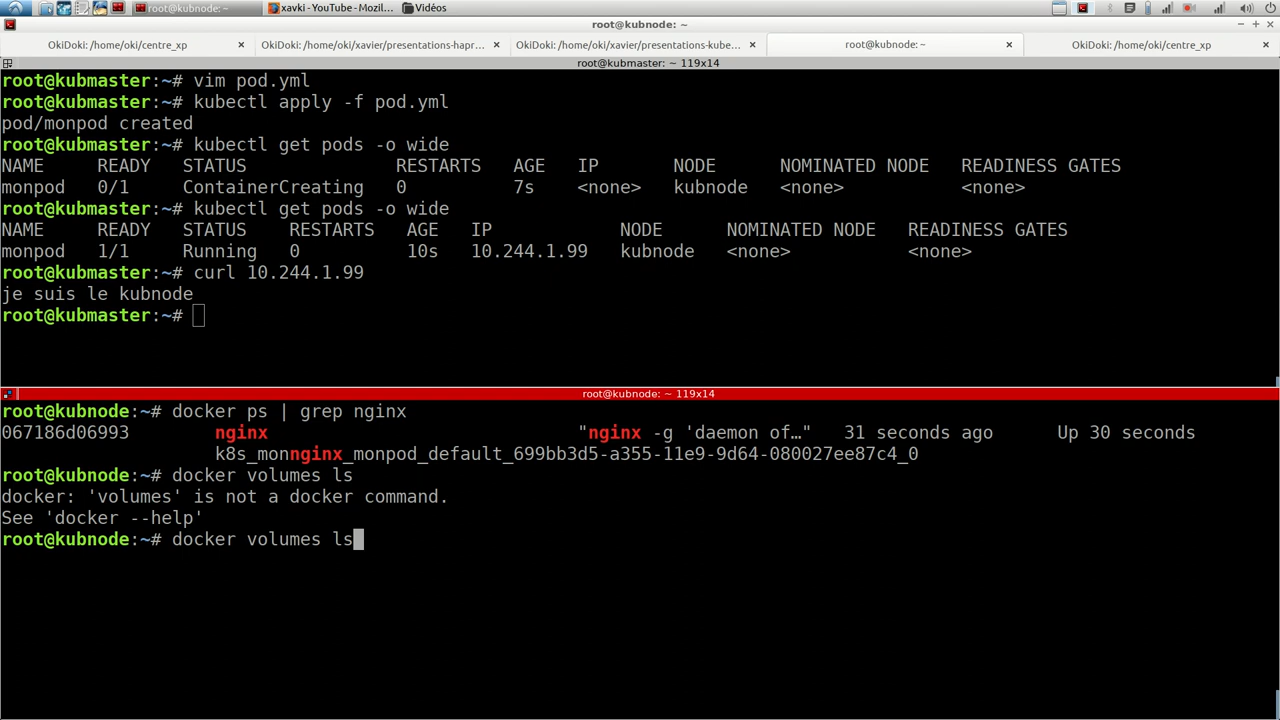 root@kubnode: ~
xavki - YouTube - Mozil...
Vidéos
root@kubnode: ~
OkiDoki: /home/oki/centre_xp
OkiDoki: /home/oki/xavier/presentations-hapr...
OkiDoki: /home/oki/xavier/presentations-kube...
root@kubnode: ~
OkiDoki: /home/oki/centre_xp
root@kubmaster: ~ 119x14
root@kubmaster:~# vim pod.yml
root@kubmaster:~# kubectl apply -f pod.yml
pod/monpod created
root@kubmaster:~# kubectl get pods -o wide
NAME READY STATUS RESTARTS AGE IP NODE NOMINATED NODE READINESS GATES
monpod 0/1 ContainerCreating 0 7s <none> kubnode <none> <none>
root@kubmaster:~# kubectl get pods -o wide
NAME READY STATUS RESTARTS AGE IP NODE NOMINATED NODE READINESS GATES
monpod 1/1 Running 0 10s 10.244.1.99 kubnode <none> <none>
root@kubmaster:~# curl 10.244.1.99
je suis le kubnode
root@kubmaster:~#
root@kubnode: ~ 119x14
root@kubnode:~# docker ps | grep nginx
067186d06993 nginx "nginx -g 'daemon of…" 31 seconds ago Up 30 seconds
k8s_monnginx_monpod_default_699bb3d5-a355-11e9-9d64-080027ee87c4_0
root@kubnode:~# docker volumes ls
docker: 'volumes' is not a docker command.
See 'docker --help'
root@kubnode:~# docker volumes ls